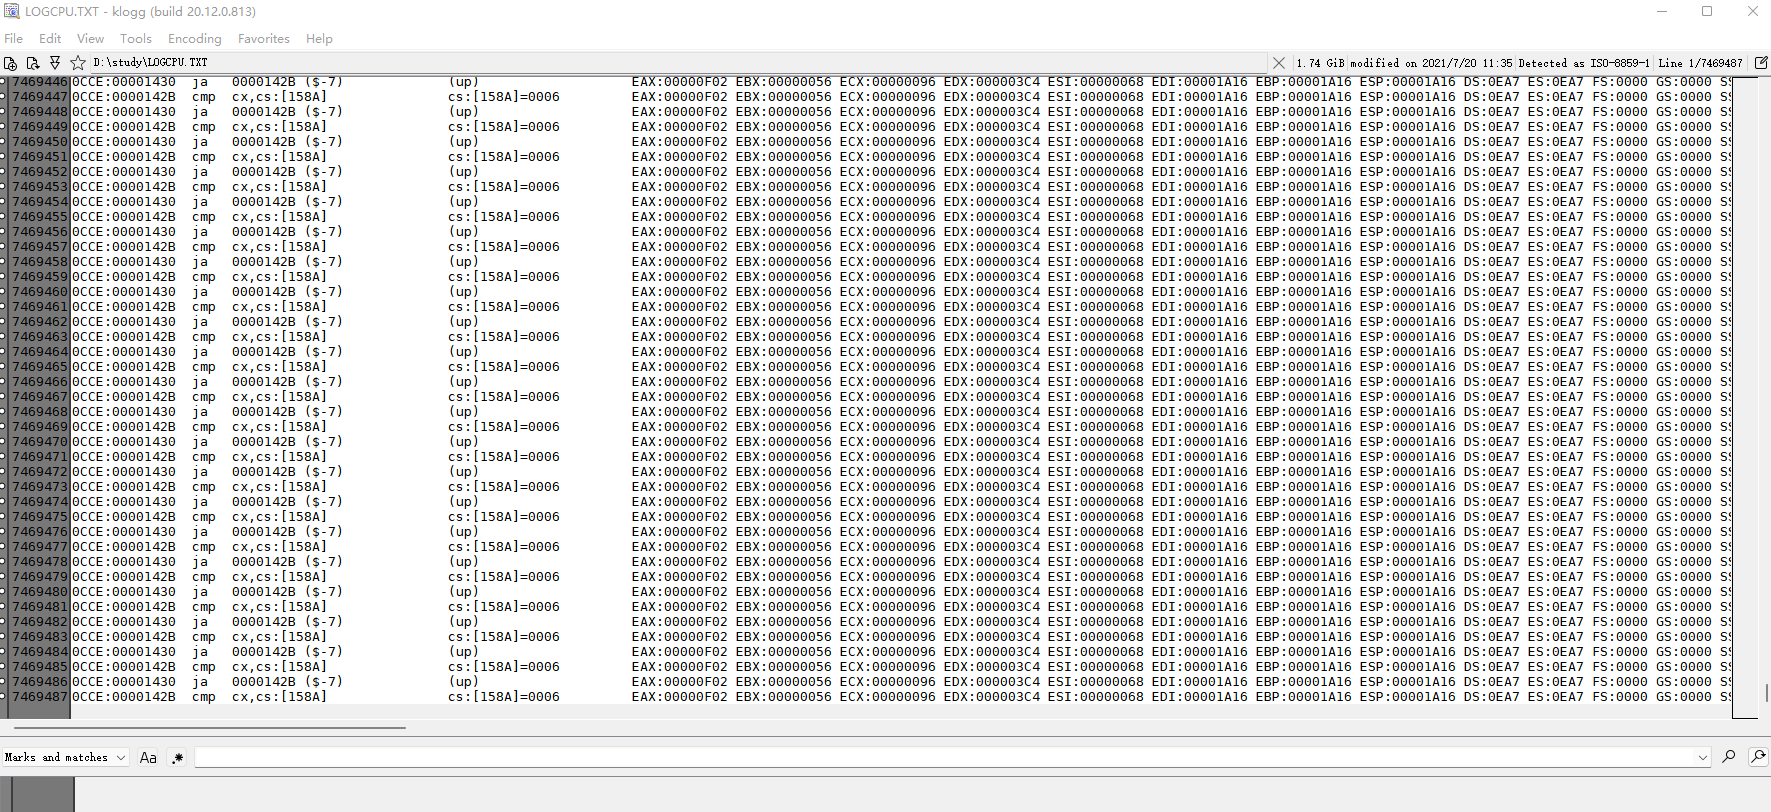 LOGCPU.TXT - klogg (build 20.12.0.813)
File Edit View Tools Encoding Favorites Help
D:\study\LOGCPU.TXT 1.74 GiB modified on 2021/7/20 11:35 Detected as ISO-8859-1 Line 1/7469487
7469446 0CCE:00001430 ja 0000142B ($-7) (up) EAX:00000F02 EBX:00000056 ECX:00000096 EDX:000003C4 ESI:00000068 EDI:00001A16 EBP:00001A16 ESP:00001A16 DS:0EA7 ES:0EA7 FS:0000 GS:0000 SS
7469447 0CCE:0000142B cmp cx,cs:[158A] cs:[158A]=0006 EAX:00000F02 EBX:00000056 ECX:00000096 EDX:000003C4 ESI:00000068 EDI:00001A16 EBP:00001A16 ESP:00001A16 DS:0EA7 ES:0EA7 FS:0000 GS:0000 SS
7469448 0CCE:00001430 ja 0000142B ($-7) (up) EAX:00000F02 EBX:00000056 ECX:00000096 EDX:000003C4 ESI:00000068 EDI:00001A16 EBP:00001A16 ESP:00001A16 DS:0EA7 ES:0EA7 FS:0000 GS:0000 SS
7469449 0CCE:0000142B cmp cx,cs:[158A] cs:[158A]=0006 EAX:00000F02 EBX:00000056 ECX:00000096 EDX:000003C4 ESI:00000068 EDI:00001A16 EBP:00001A16 ESP:00001A16 DS:0EA7 ES:0EA7 FS:0000 GS:0000 SS
7469450 0CCE:00001430 ja 0000142B ($-7) (up) EAX:00000F02 EBX:00000056 ECX:00000096 EDX:000003C4 ESI:00000068 EDI:00001A16 EBP:00001A16 ESP:00001A16 DS:0EA7 ES:0EA7 FS:0000 GS:0000 SS
7469451 0CCE:0000142B cmp cx,cs:[158A] cs:[158A]=0006 EAX:00000F02 EBX:00000056 ECX:00000096 EDX:000003C4 ESI:00000068 EDI:00001A16 EBP:00001A16 ESP:00001A16 DS:0EA7 ES:0EA7 FS:0000 GS:0000 SS
7469452 0CCE:00001430 ja 0000142B ($-7) (up) EAX:00000F02 EBX:00000056 ECX:00000096 EDX:000003C4 ESI:00000068 EDI:00001A16 EBP:00001A16 ESP:00001A16 DS:0EA7 ES:0EA7 FS:0000 GS:0000 SS
7469453 0CCE:0000142B cmp cx,cs:[158A] cs:[158A]=0006 EAX:00000F02 EBX:00000056 ECX:00000096 EDX:000003C4 ESI:00000068 EDI:00001A16 EBP:00001A16 ESP:00001A16 DS:0EA7 ES:0EA7 FS:0000 GS:0000 SS
7469454 0CCE:00001430 ja 0000142B ($-7) (up) EAX:00000F02 EBX:00000056 ECX:00000096 EDX:000003C4 ESI:00000068 EDI:00001A16 EBP:00001A16 ESP:00001A16 DS:0EA7 ES:0EA7 FS:0000 GS:0000 SS
7469455 0CCE:0000142B cmp cx,cs:[158A] cs:[158A]=0006 EAX:00000F02 EBX:00000056 ECX:00000096 EDX:000003C4 ESI:00000068 EDI:00001A16 EBP:00001A16 ESP:00001A16 DS:0EA7 ES:0EA7 FS:0000 GS:0000 SS
7469456 0CCE:00001430 ja 0000142B ($-7) (up) EAX:00000F02 EBX:00000056 ECX:00000096 EDX:000003C4 ESI:00000068 EDI:00001A16 EBP:00001A16 ESP:00001A16 DS:0EA7 ES:0EA7 FS:0000 GS:0000 SS
7469457 0CCE:0000142B cmp cx,cs:[158A] cs:[158A]=0006 EAX:00000F02 EBX:00000056 ECX:00000096 EDX:000003C4 ESI:00000068 EDI:00001A16 EBP:00001A16 ESP:00001A16 DS:0EA7 ES:0EA7 FS:0000 GS:0000 SS
7469458 0CCE:00001430 ja 0000142B ($-7) (up) EAX:00000F02 EBX:00000056 ECX:00000096 EDX:000003C4 ESI:00000068 EDI:00001A16 EBP:00001A16 ESP:00001A16 DS:0EA7 ES:0EA7 FS:0000 GS:0000 SS
7469459 0CCE:0000142B cmp cx,cs:[158A] cs:[158A]=0006 EAX:00000F02 EBX:00000056 ECX:00000096 EDX:000003C4 ESI:00000068 EDI:00001A16 EBP:00001A16 ESP:00001A16 DS:0EA7 ES:0EA7 FS:0000 GS:0000 SS
7469460 0CCE:00001430 ja 0000142B ($-7) (up) EAX:00000F02 EBX:00000056 ECX:00000096 EDX:000003C4 ESI:00000068 EDI:00001A16 EBP:00001A16 ESP:00001A16 DS:0EA7 ES:0EA7 FS:0000 GS:0000 SS
7469461 0CCE:0000142B cmp cx,cs:[158A] cs:[158A]=0006 EAX:00000F02 EBX:00000056 ECX:00000096 EDX:000003C4 ESI:00000068 EDI:00001A16 EBP:00001A16 ESP:00001A16 DS:0EA7 ES:0EA7 FS:0000 GS:0000 SS
7469462 0CCE:00001430 ja 0000142B ($-7) (up) EAX:00000F02 EBX:00000056 ECX:00000096 EDX:000003C4 ESI:00000068 EDI:00001A16 EBP:00001A16 ESP:00001A16 DS:0EA7 ES:0EA7 FS:0000 GS:0000 SS
7469463 0CCE:0000142B cmp cx,cs:[158A] cs:[158A]=0006 EAX:00000F02 EBX:00000056 ECX:00000096 EDX:000003C4 ESI:00000068 EDI:00001A16 EBP:00001A16 ESP:00001A16 DS:0EA7 ES:0EA7 FS:0000 GS:0000 SS
7469464 0CCE:00001430 ja 0000142B ($-7) (up) EAX:00000F02 EBX:00000056 ECX:00000096 EDX:000003C4 ESI:00000068 EDI:00001A16 EBP:00001A16 ESP:00001A16 DS:0EA7 ES:0EA7 FS:0000 GS:0000 SS
7469465 0CCE:0000142B cmp cx,cs:[158A] cs:[158A]=0006 EAX:00000F02 EBX:00000056 ECX:00000096 EDX:000003C4 ESI:00000068 EDI:00001A16 EBP:00001A16 ESP:00001A16 DS:0EA7 ES:0EA7 FS:0000 GS:0000 SS
7469466 0CCE:00001430 ja 0000142B ($-7) (up) EAX:00000F02 EBX:00000056 ECX:00000096 EDX:000003C4 ESI:00000068 EDI:00001A16 EBP:00001A16 ESP:00001A16 DS:0EA7 ES:0EA7 FS:0000 GS:0000 SS
7469467 0CCE:0000142B cmp cx,cs:[158A] cs:[158A]=0006 EAX:00000F02 EBX:00000056 ECX:00000096 EDX:000003C4 ESI:00000068 EDI:00001A16 EBP:00001A16 ESP:00001A16 DS:0EA7 ES:0EA7 FS:0000 GS:0000 SS
7469468 0CCE:00001430 ja 0000142B ($-7) (up) EAX:00000F02 EBX:00000056 ECX:00000096 EDX:000003C4 ESI:00000068 EDI:00001A16 EBP:00001A16 ESP:00001A16 DS:0EA7 ES:0EA7 FS:0000 GS:0000 SS
7469469 0CCE:0000142B cmp cx,cs:[158A] cs:[158A]=0006 EAX:00000F02 EBX:00000056 ECX:00000096 EDX:000003C4 ESI:00000068 EDI:00001A16 EBP:00001A16 ESP:00001A16 DS:0EA7 ES:0EA7 FS:0000 GS:0000 SS
7469470 0CCE:00001430 ja 0000142B ($-7) (up) EAX:00000F02 EBX:00000056 ECX:00000096 EDX:000003C4 ESI:00000068 EDI:00001A16 EBP:00001A16 ESP:00001A16 DS:0EA7 ES:0EA7 FS:0000 GS:0000 SS
7469471 0CCE:0000142B cmp cx,cs:[158A] cs:[158A]=0006 EAX:00000F02 EBX:00000056 ECX:00000096 EDX:000003C4 ESI:00000068 EDI:00001A16 EBP:00001A16 ESP:00001A16 DS:0EA7 ES:0EA7 FS:0000 GS:0000 SS
7469472 0CCE:00001430 ja 0000142B ($-7) (up) EAX:00000F02 EBX:00000056 ECX:00000096 EDX:000003C4 ESI:00000068 EDI:00001A16 EBP:00001A16 ESP:00001A16 DS:0EA7 ES:0EA7 FS:0000 GS:0000 SS
7469473 0CCE:0000142B cmp cx,cs:[158A] cs:[158A]=0006 EAX:00000F02 EBX:00000056 ECX:00000096 EDX:000003C4 ESI:00000068 EDI:00001A16 EBP:00001A16 ESP:00001A16 DS:0EA7 ES:0EA7 FS:0000 GS:0000 SS
7469474 0CCE:00001430 ja 0000142B ($-7) (up) EAX:00000F02 EBX:00000056 ECX:00000096 EDX:000003C4 ESI:00000068 EDI:00001A16 EBP:00001A16 ESP:00001A16 DS:0EA7 ES:0EA7 FS:0000 GS:0000 SS
7469475 0CCE:0000142B cmp cx,cs:[158A] cs:[158A]=0006 EAX:00000F02 EBX:00000056 ECX:00000096 EDX:000003C4 ESI:00000068 EDI:00001A16 EBP:00001A16 ESP:00001A16 DS:0EA7 ES:0EA7 FS:0000 GS:0000 SS
7469476 0CCE:00001430 ja 0000142B ($-7) (up) EAX:00000F02 EBX:00000056 ECX:00000096 EDX:000003C4 ESI:00000068 EDI:00001A16 EBP:00001A16 ESP:00001A16 DS:0EA7 ES:0EA7 FS:0000 GS:0000 SS
7469477 0CCE:0000142B cmp cx,cs:[158A] cs:[158A]=0006 EAX:00000F02 EBX:00000056 ECX:00000096 EDX:000003C4 ESI:00000068 EDI:00001A16 EBP:00001A16 ESP:00001A16 DS:0EA7 ES:0EA7 FS:0000 GS:0000 SS
7469478 0CCE:00001430 ja 0000142B ($-7) (up) EAX:00000F02 EBX:00000056 ECX:00000096 EDX:000003C4 ESI:00000068 EDI:00001A16 EBP:00001A16 ESP:00001A16 DS:0EA7 ES:0EA7 FS:0000 GS:0000 SS
7469479 0CCE:0000142B cmp cx,cs:[158A] cs:[158A]=0006 EAX:00000F02 EBX:00000056 ECX:00000096 EDX:000003C4 ESI:00000068 EDI:00001A16 EBP:00001A16 ESP:00001A16 DS:0EA7 ES:0EA7 FS:0000 GS:0000 SS
7469480 0CCE:00001430 ja 0000142B ($-7) (up) EAX:00000F02 EBX:00000056 ECX:00000096 EDX:000003C4 ESI:00000068 EDI:00001A16 EBP:00001A16 ESP:00001A16 DS:0EA7 ES:0EA7 FS:0000 GS:0000 SS
7469481 0CCE:0000142B cmp cx,cs:[158A] cs:[158A]=0006 EAX:00000F02 EBX:00000056 ECX:00000096 EDX:000003C4 ESI:00000068 EDI:00001A16 EBP:00001A16 ESP:00001A16 DS:0EA7 ES:0EA7 FS:0000 GS:0000 SS
7469482 0CCE:00001430 ja 0000142B ($-7) (up) EAX:00000F02 EBX:00000056 ECX:00000096 EDX:000003C4 ESI:00000068 EDI:00001A16 EBP:00001A16 ESP:00001A16 DS:0EA7 ES:0EA7 FS:0000 GS:0000 SS
7469483 0CCE:0000142B cmp cx,cs:[158A] cs:[158A]=0006 EAX:00000F02 EBX:00000056 ECX:00000096 EDX:000003C4 ESI:00000068 EDI:00001A16 EBP:00001A16 ESP:00001A16 DS:0EA7 ES:0EA7 FS:0000 GS:0000 SS
7469484 0CCE:00001430 ja 0000142B ($-7) (up) EAX:00000F02 EBX:00000056 ECX:00000096 EDX:000003C4 ESI:00000068 EDI:00001A16 EBP:00001A16 ESP:00001A16 DS:0EA7 ES:0EA7 FS:0000 GS:0000 SS
7469485 0CCE:0000142B cmp cx,cs:[158A] cs:[158A]=0006 EAX:00000F02 EBX:00000056 ECX:00000096 EDX:000003C4 ESI:00000068 EDI:00001A16 EBP:00001A16 ESP:00001A16 DS:0EA7 ES:0EA7 FS:0000 GS:0000 SS
7469486 0CCE:00001430 ja 0000142B ($-7) (up) EAX:00000F02 EBX:00000056 ECX:00000096 EDX:000003C4 ESI:00000068 EDI:00001A16 EBP:00001A16 ESP:00001A16 DS:0EA7 ES:0EA7 FS:0000 GS:0000 SS
7469487 0CCE:0000142B cmp cx,cs:[158A] cs:[158A]=0006 EAX:00000F02 EBX:00000056 ECX:00000096 EDX:000003C4 ESI:00000068 EDI:00001A16 EBP:00001A16 ESP:00001A16 DS:0EA7 ES:0EA7 FS:0000 GS:0000 SS
Marks and matches Aa .*